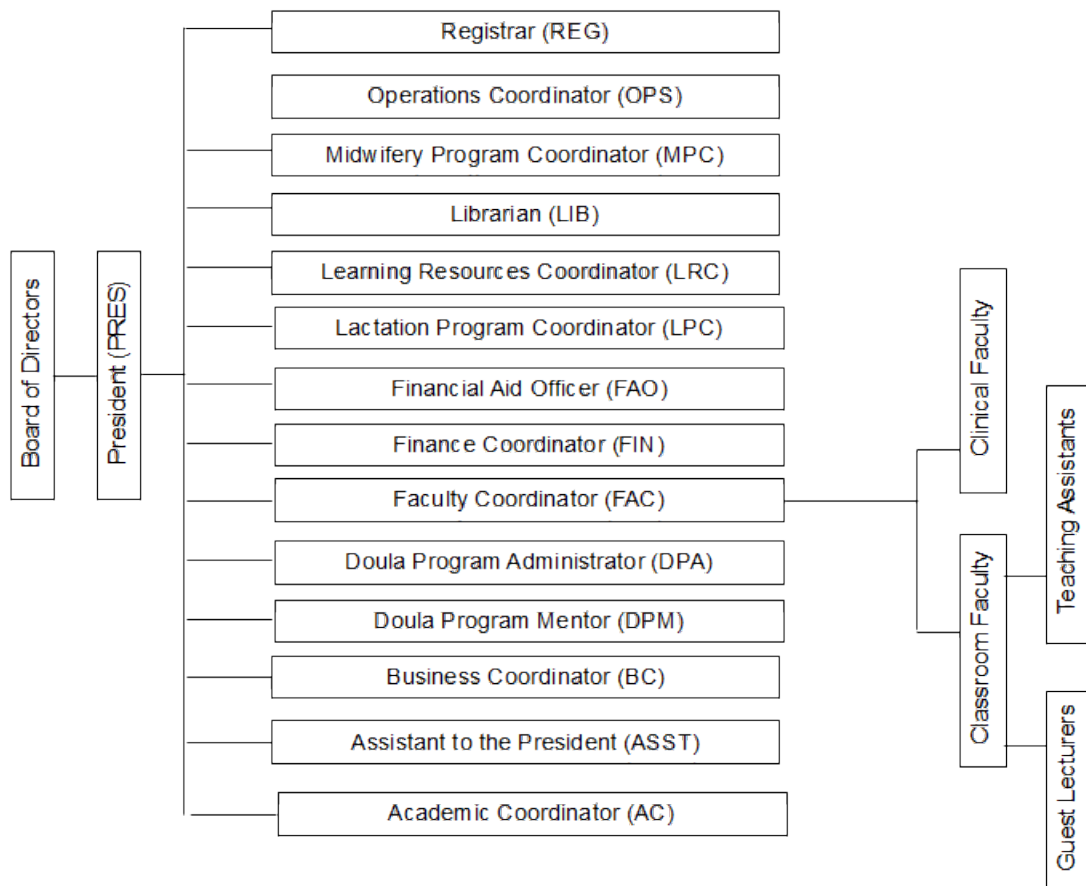 Board of Directors
President (PRES)
Registrar (REG)
Operations Coordinator (OPS)
Midwifery Program Coordinator (MPC)
Librarian (LIB)
Learning Resources Coordinator (LRC)
Lactation Program Coordinator (LPC)
Financial Aid Officer (FAO)
Finance Coordinator (FIN)
Faculty Coordinator (FAC)
Doula Program Administrator (DPA)
Doula Program Mentor (DPM)
Business Coordinator (BC)
Assistant to the President (ASST)
Academic Coordinator (AC)
Clinical Faculty
Classroom Faculty
Teaching Assistants
Guest Lecturers